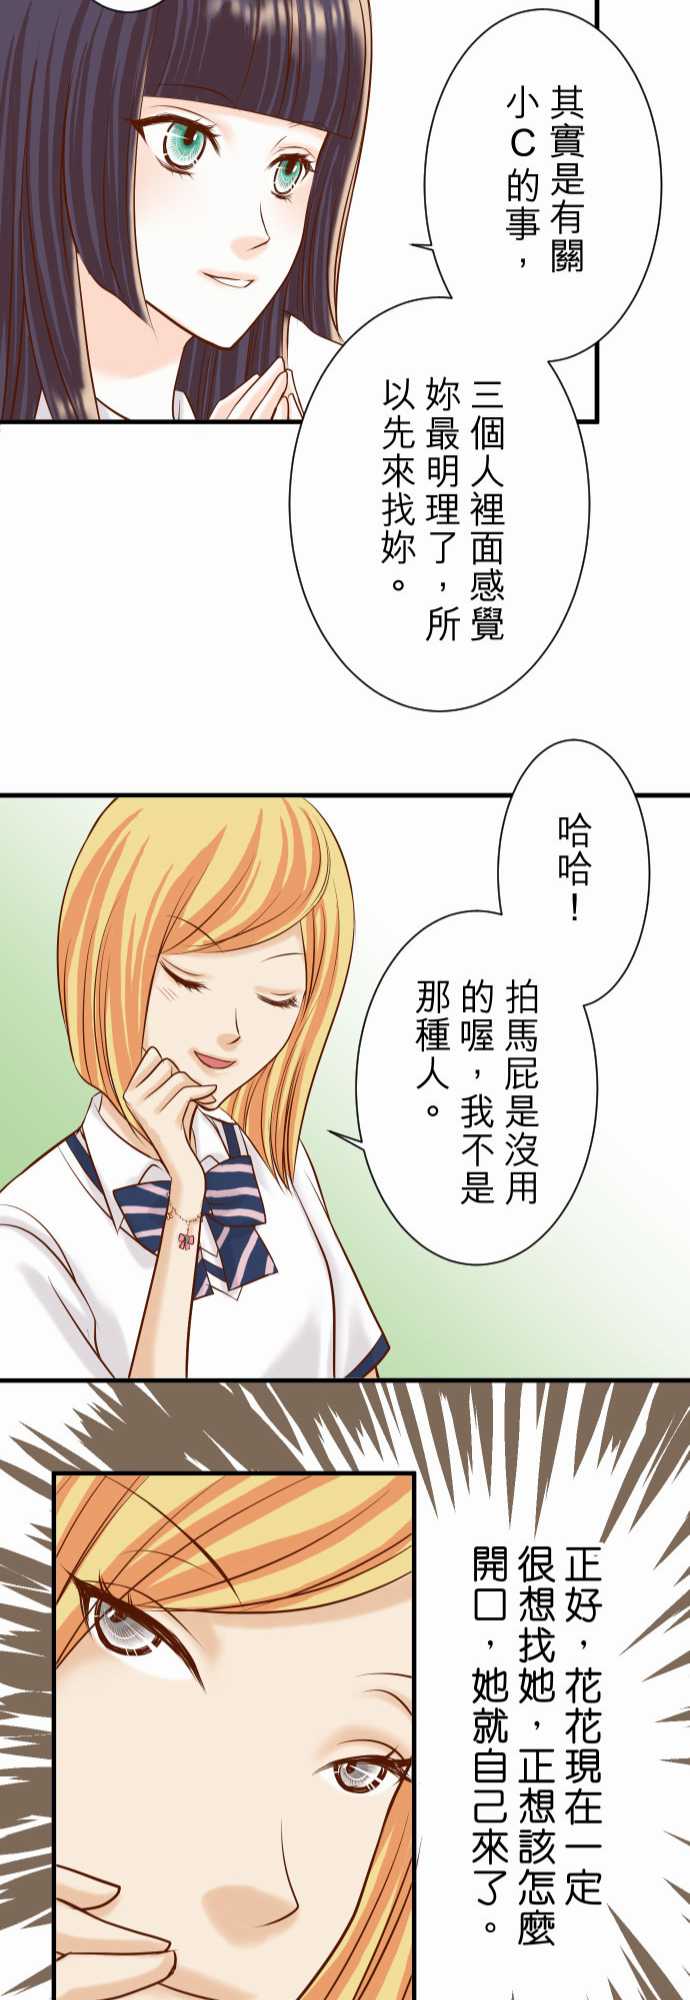 其實是有關
小C的事，
三個人裡面感覺
妳最明理了，所
以先來找妳。
哈哈！
拍馬屁是沒用
的喔，我不是
那種人。
正好，花花現在一定
很想找她，正想該怎麼
開口，她就自己來了。